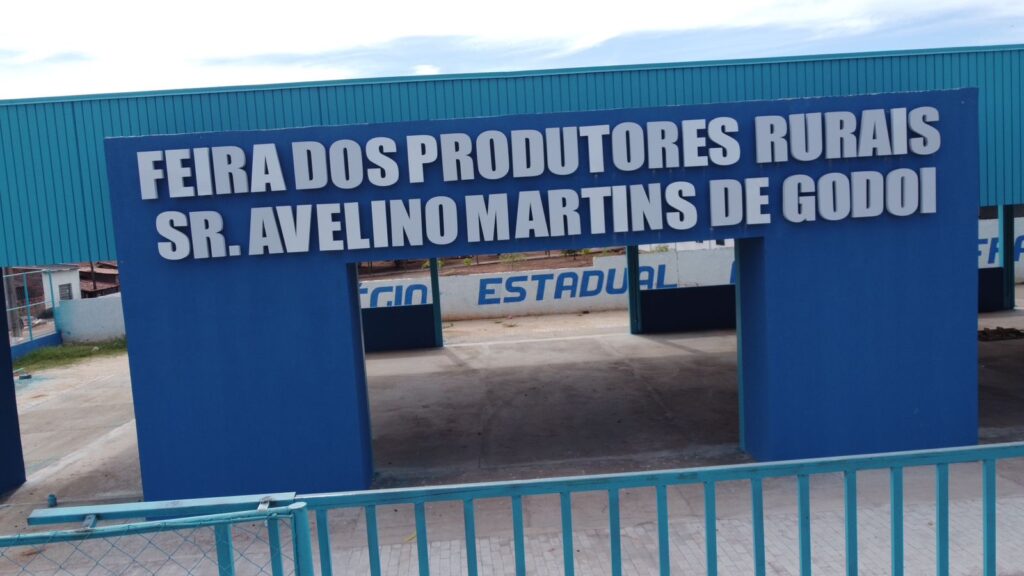 FEIRA DOS PRODUTORES RURAIS
SR. AVELINO MARTINS DE GODOI
ESTADUAL